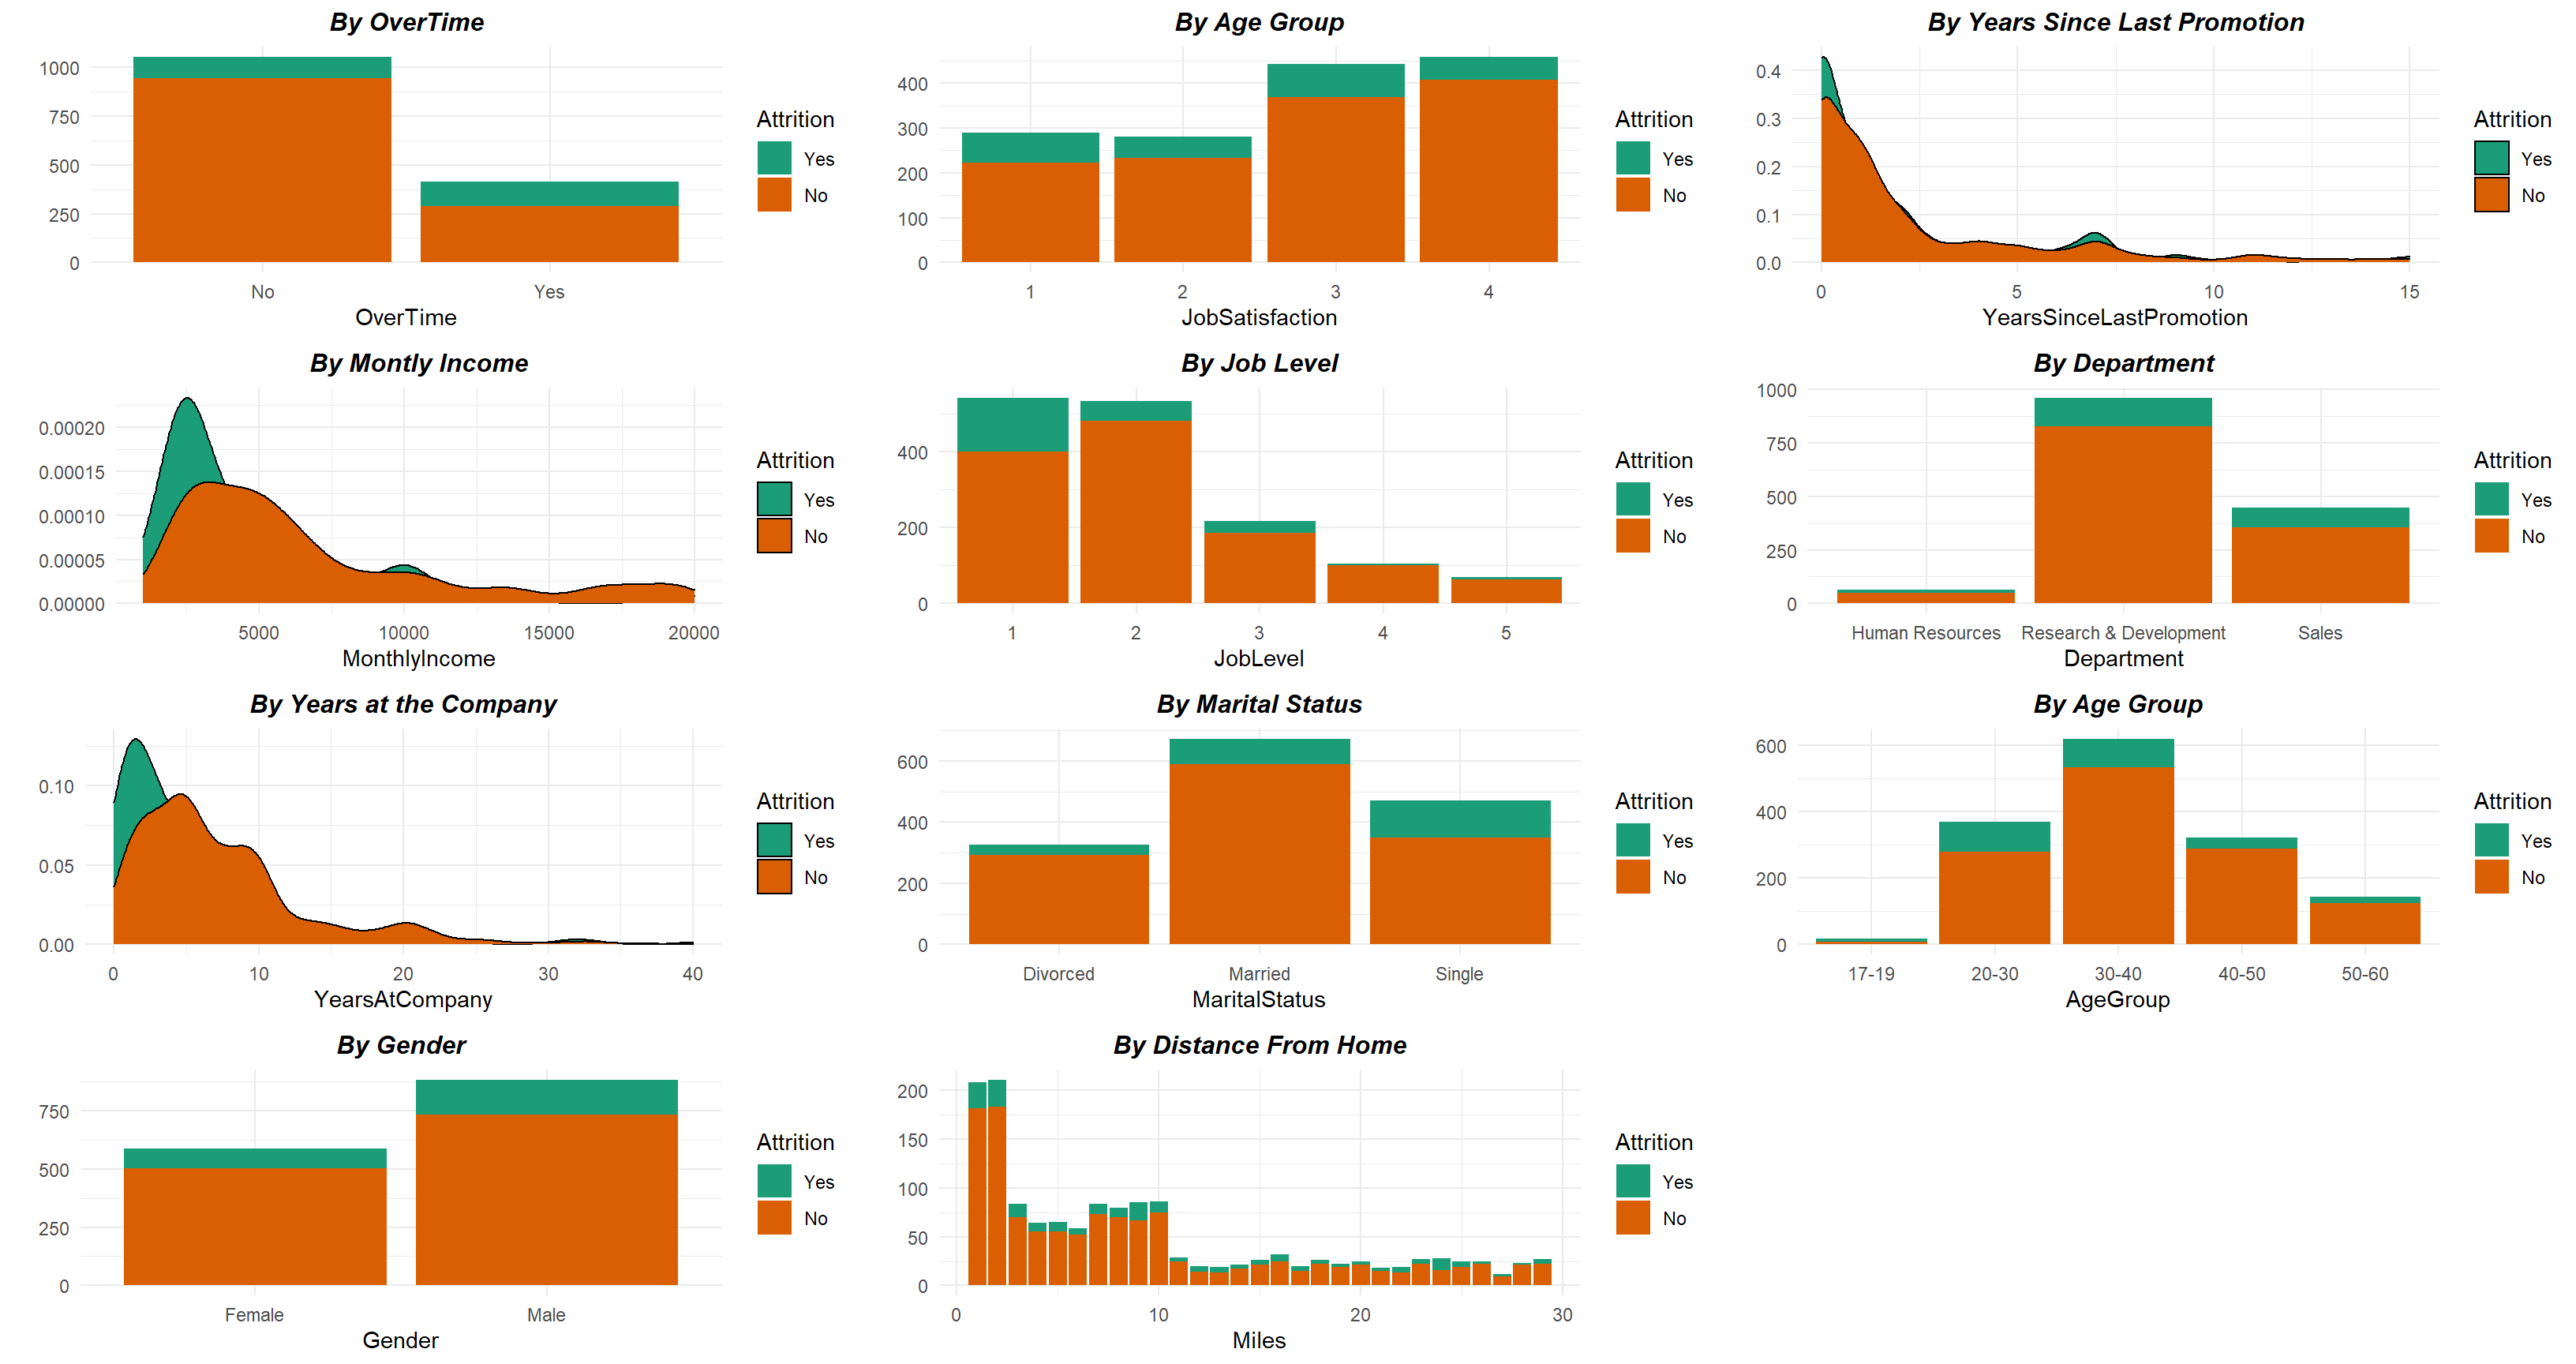 By OverTime
1000
750
500
250
0
No
Yes
OverTime
Attrition
Yes
No
By Age Group
400
300
200
100
0
1
2
3
4
JobSatisfaction
Attrition
Yes
No
By Years Since Last Promotion
0.4
0.3
0.2
0.1
0.0
0
5
10
15
YearsSinceLastPromotion
Attrition
Yes
No
By Montly Income
0.00020
0.00015
0.00010
0.00005
0.00000
5000
10000
15000
20000
MonthlyIncome
Attrition
Yes
No
By Job Level
400
200
0
1
2
3
4
5
JobLevel
Attrition
Yes
No
By Department
1000
750
500
250
0
Human Resources
Research & Development
Sales
Department
Attrition
Yes
No
By Years at the Company
0.10
0.05
0.00
0
10
20
30
40
YearsAtCompany
Attrition
Yes
No
By Marital Status
600
400
200
0
Divorced
Married
Single
MaritalStatus
Attrition
Yes
No
By Age Group
600
400
200
0
17-19
20-30
30-40
40-50
50-60
AgeGroup
Attrition
Yes
No
By Gender
750
500
250
0
Female
Male
Gender
Attrition
Yes
No
By Distance From Home
200
150
100
50
0
0
10
20
30
Miles
Attrition
Yes
No